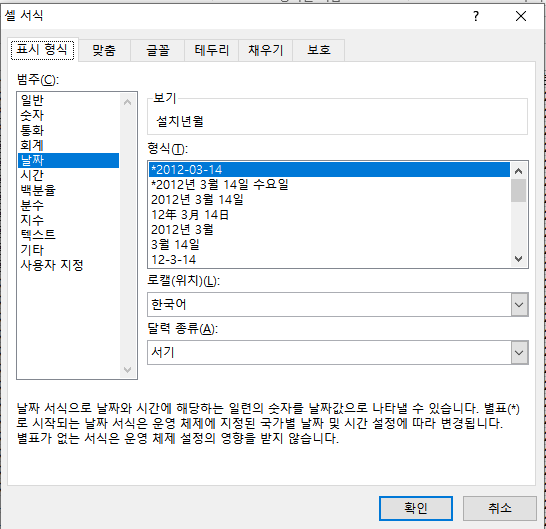 셀 서식
표시 형식 맞춤 글꼴 테두리 채우기 보호
범주(C):
일반
숫자
통화
회계
날짜
시간
백분율
분수
지수
텍스트
기타
사용자 지정
보기
설치년월
형식(T):
*2012-03-14
*2012년 3월 14일 수요일
2012년 3월 14일
12年 3月 14日
2012년 3월
3월 14일
12-3-14
로캘(위치)(L):
한국어
달력 종류(A):
서기
날짜 서식으로 날짜와 시간에 해당하는 일련의 숫자를 날짜값으로 나타낼 수 있습니다. 별표(*)
로 시작되는 날짜 서식은 운영 체제에 지정된 국가별 날짜 및 시간 설정에 따라 변경됩니다.
별표가 없는 서식은 운영 체제 설정의 영향을 받지 않습니다.
확인 취소